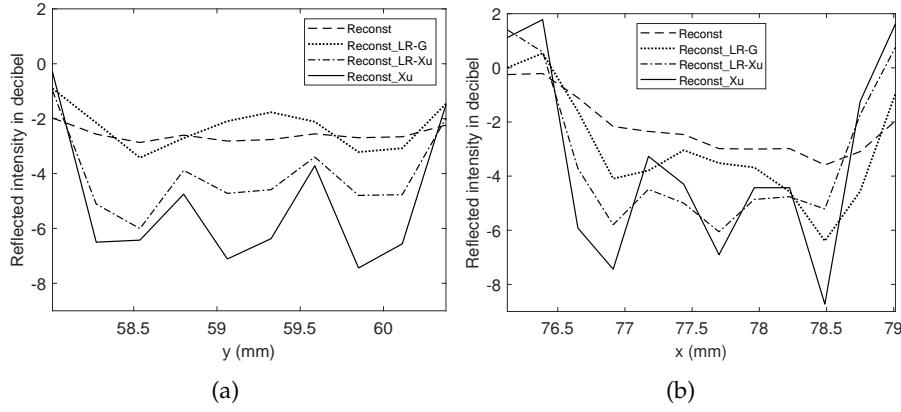 2
0
-2
-4
-6
-8
Reflected intensity in decibel
Reconst
Reconst_LR-G
Reconst_LR-Xu
Reconst_Xu
58.5 59 59.5 60
y (mm)
(a)
2
0
-2
-4
-6
-8
Reflected intensity in decibel
Reconst
Reconst_LR-G
Reconst_LR-Xu
Reconst_Xu
76.5 77 77.5 78 78.5 79
x (mm)
(b)